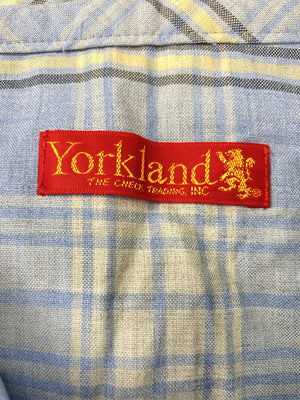 Yorkland
THE CHECK TRADING, INC
®